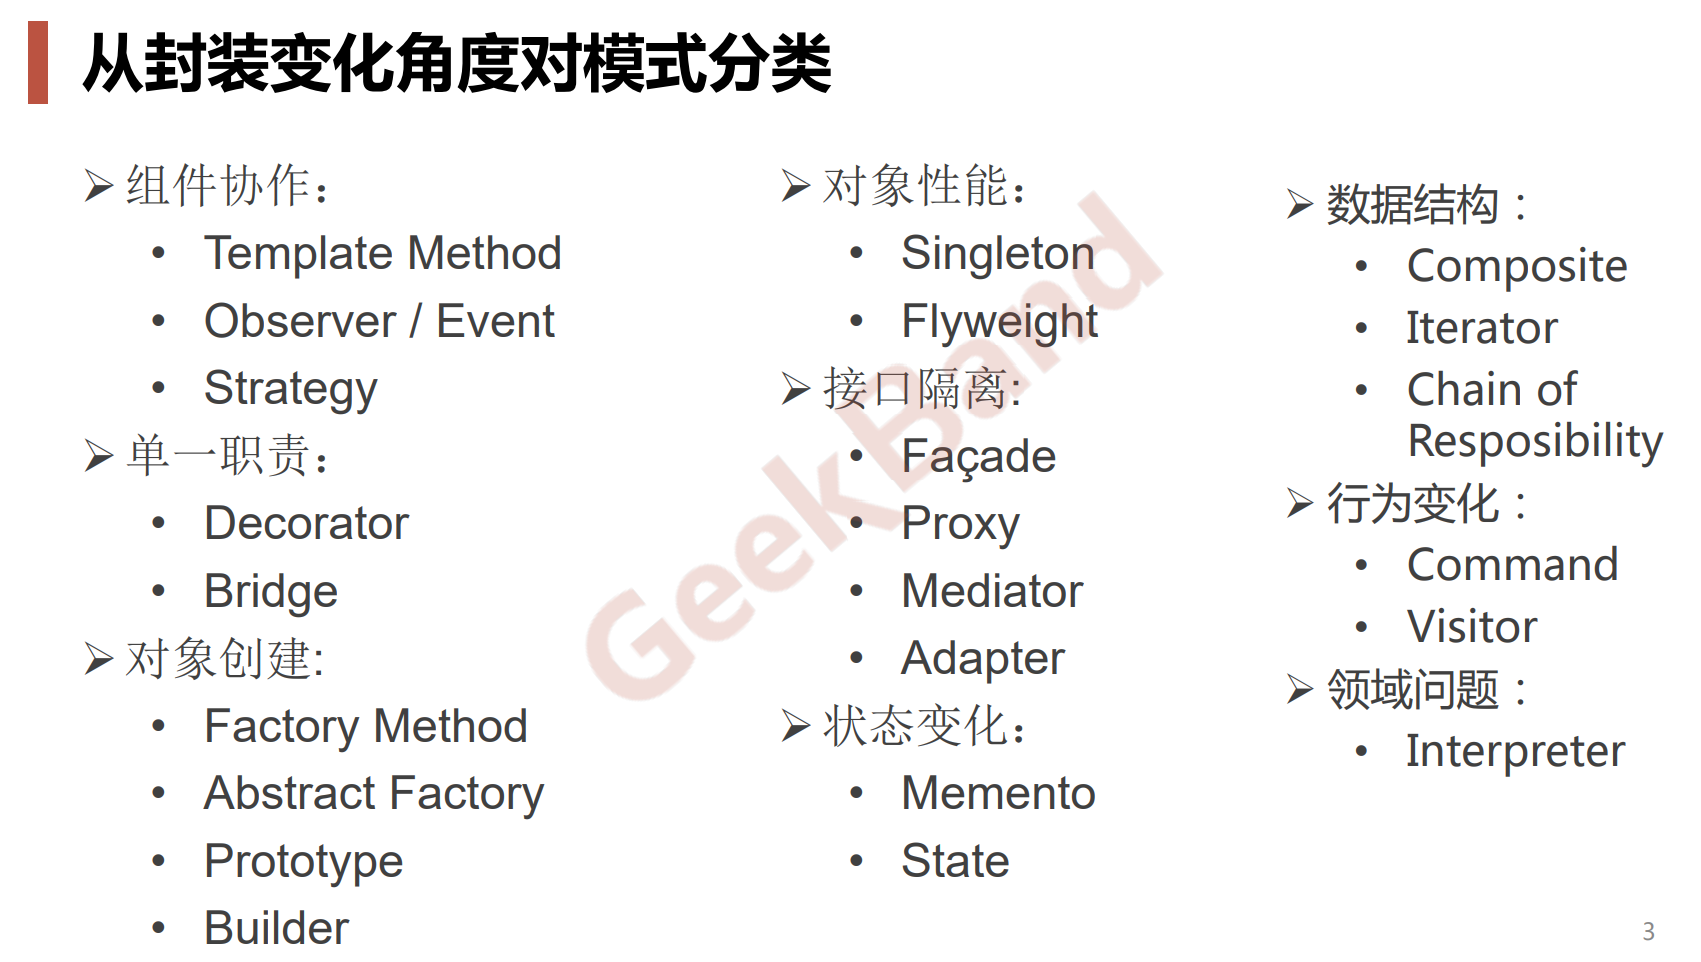 从封装变化角度对模式分类
➢ 组件协作:
• Template Method
• Observer / Event
• Strategy
➢ 单一职责:
• Decorator
• Bridge
➢ 对象创建:
• Factory Method
• Abstract Factory
• Prototype
• Builder
➢ 对象性能:
• Singleton
• Flyweight
➢ 接口隔离:
• Façade
• Proxy
• Mediator
• Adapter
➢ 状态变化:
• Memento
• State
➢ 数据结构:
• Composite
• Iterator
• Chain of
Resposibility
➢ 行为变化:
• Command
• Visitor
➢ 领域问题:
• Interpreter
GeekBand
3